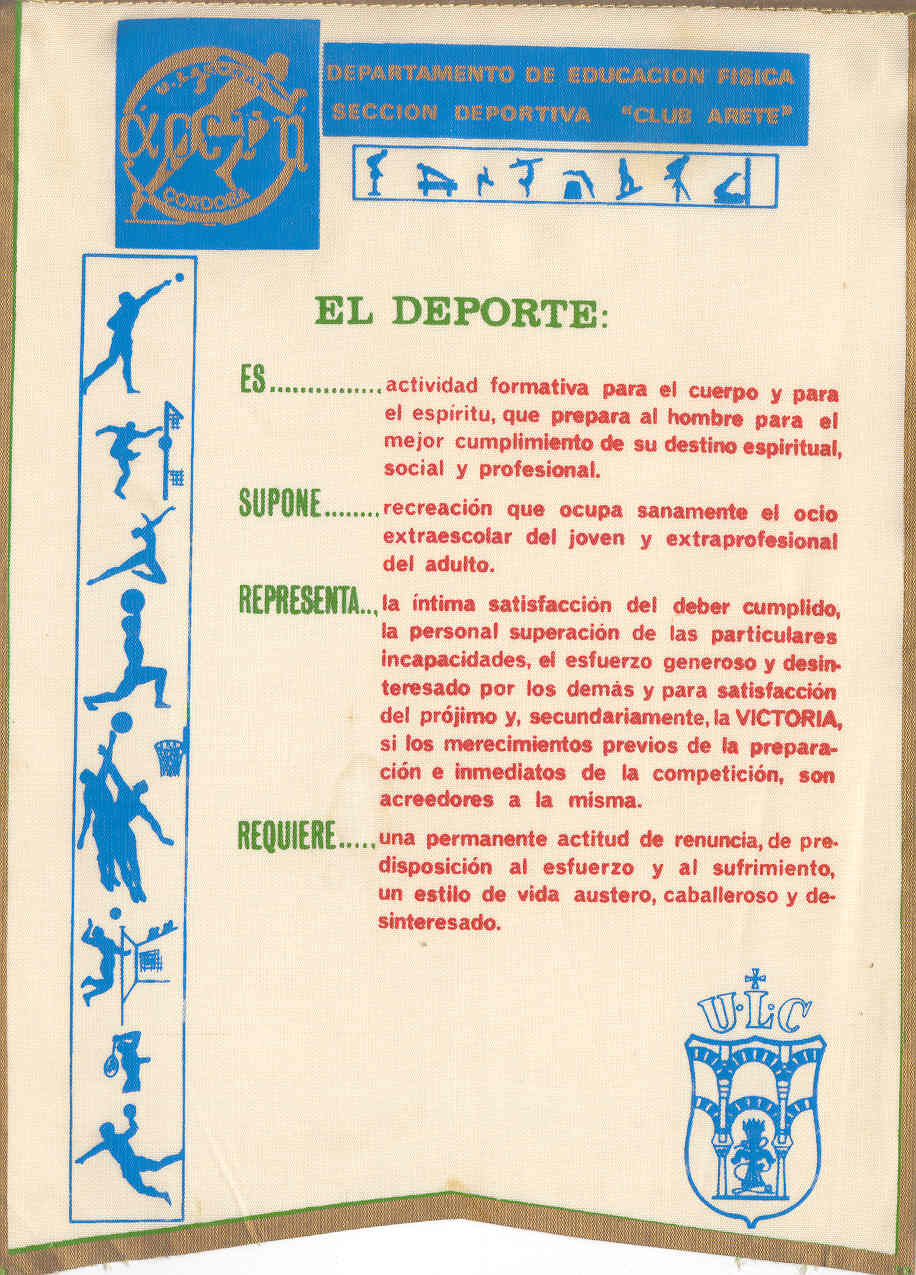 U. LABORAL
CORDOBA
DEPARTAMENTO DE EDUCACION FISICA
SECCION DEPORTIVA "CLUB ARETE"
EL DEPORTE:
ES...............actividad formativa para el cuerpo y para
el espíritu, que prepara al hombre para el
mejor cumplimiento de su destino espiritual,
social y profesional.
SUPONE........recreación que ocupa sanamente el ocio
extraescolar del joven y extraprofesional
del adulto.
REPRESENTA...la íntima satisfacción del deber cumplido,
la personal superación de las particulares
incapacidades, el esfuerzo generoso y desin-
teresado por los demás y para satisfacción
del prójimo y, secundariamente, la VICTORIA,
si los merecimientos previos de la prepara-
ción e inmediatos de la competición, son
acreedores a la misma.
REQUIERE.....una permanente actitud de renuncia, de pre-
disposición al esfuerzo y al sufrimiento,
un estilo de vida austero, caballeroso y de-
sinteresado.
U·L·C